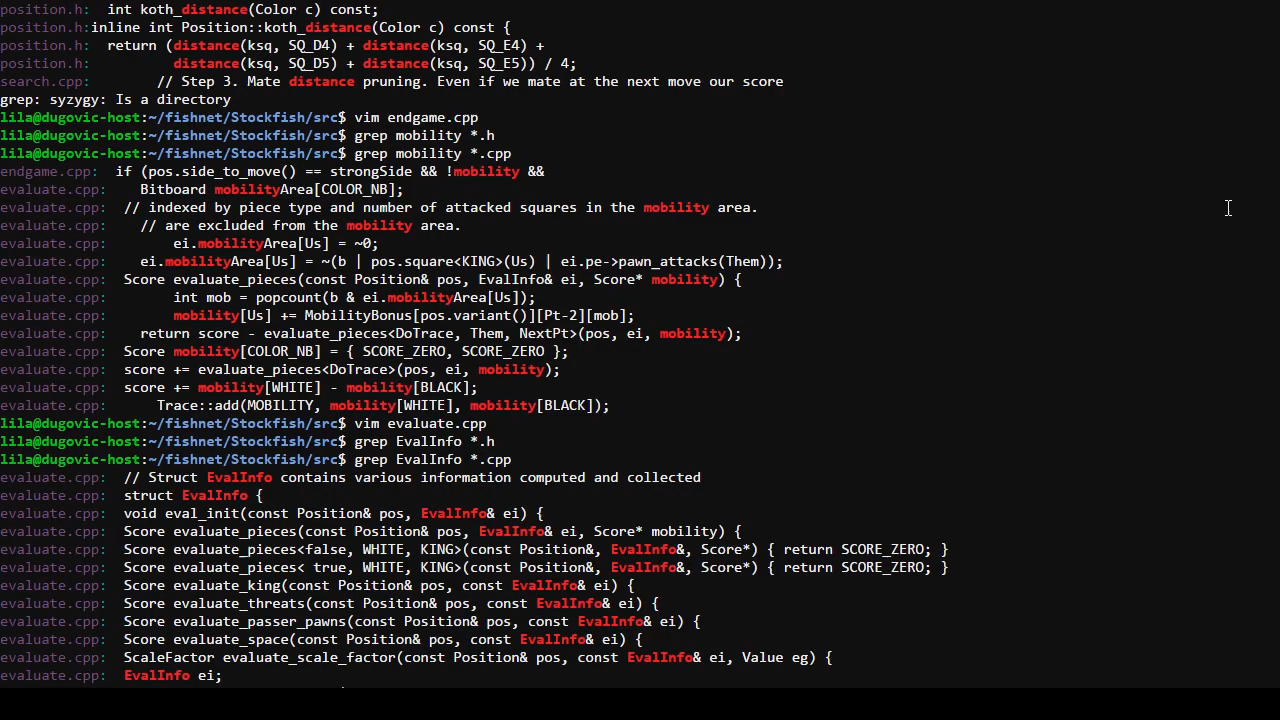 position.h:  int koth_distance(Color c) const;
position.h:inline int Position::koth_distance(Color c) const {
position.h:  return (distance(ksq, SQ_D4) + distance(ksq, SQ_E4) +
position.h:          distance(ksq, SQ_D5) + distance(ksq, SQ_E5)) / 4;
search.cpp:        // Step 3. Mate distance pruning. Even if we mate at the next move our score
grep: syzygy: Is a directory
lila@dugovic-host:~/fishnet/Stockfish/src$ vim endgame.cpp
lila@dugovic-host:~/fishnet/Stockfish/src$ grep mobility *.h
lila@dugovic-host:~/fishnet/Stockfish/src$ grep mobility *.cpp
endgame.cpp:  if (pos.side_to_move() == strongSide && !mobility &&
evaluate.cpp:    Bitboard mobilityArea[COLOR_NB];
evaluate.cpp:  // indexed by piece type and number of attacked squares in the mobility area.
evaluate.cpp:    // are excluded from the mobility area.
evaluate.cpp:        ei.mobilityArea[Us] = ~0;
evaluate.cpp:    ei.mobilityArea[Us] = ~(b | pos.square<KING>(Us) | ei.pe->pawn_attacks(Them));
evaluate.cpp:  Score evaluate_pieces(const Position& pos, EvalInfo& ei, Score* mobility) {
evaluate.cpp:        int mob = popcount(b & ei.mobilityArea[Us]);
evaluate.cpp:        mobility[Us] += MobilityBonus[pos.variant()][Pt-2][mob];
evaluate.cpp:    return score - evaluate_pieces<DoTrace, Them, NextPt>(pos, ei, mobility);
evaluate.cpp:  Score mobility[COLOR_NB] = { SCORE_ZERO, SCORE_ZERO };
evaluate.cpp:  score += evaluate_pieces<DoTrace>(pos, ei, mobility);
evaluate.cpp:  score += mobility[WHITE] - mobility[BLACK];
evaluate.cpp:      Trace::add(MOBILITY, mobility[WHITE], mobility[BLACK]);
lila@dugovic-host:~/fishnet/Stockfish/src$ vim evaluate.cpp
lila@dugovic-host:~/fishnet/Stockfish/src$ grep EvalInfo *.h
lila@dugovic-host:~/fishnet/Stockfish/src$ grep EvalInfo *.cpp
evaluate.cpp:  // Struct EvalInfo contains various information computed and collected
evaluate.cpp:  struct EvalInfo {
evaluate.cpp:  void eval_init(const Position& pos, EvalInfo& ei) {
evaluate.cpp:  Score evaluate_pieces(const Position& pos, EvalInfo& ei, Score* mobility) {
evaluate.cpp:  Score evaluate_pieces<false, WHITE, KING>(const Position&, EvalInfo&, Score*) { return SCORE_ZERO; }
evaluate.cpp:  Score evaluate_pieces< true, WHITE, KING>(const Position&, EvalInfo&, Score*) { return SCORE_ZERO; }
evaluate.cpp:  Score evaluate_king(const Position& pos, const EvalInfo& ei) {
evaluate.cpp:  Score evaluate_threats(const Position& pos, const EvalInfo& ei) {
evaluate.cpp:  Score evaluate_passer_pawns(const Position& pos, const EvalInfo& ei) {
evaluate.cpp:  Score evaluate_space(const Position& pos, const EvalInfo& ei) {
evaluate.cpp:  ScaleFactor evaluate_scale_factor(const Position& pos, const EvalInfo& ei, Value eg) {
evaluate.cpp:  EvalInfo ei;